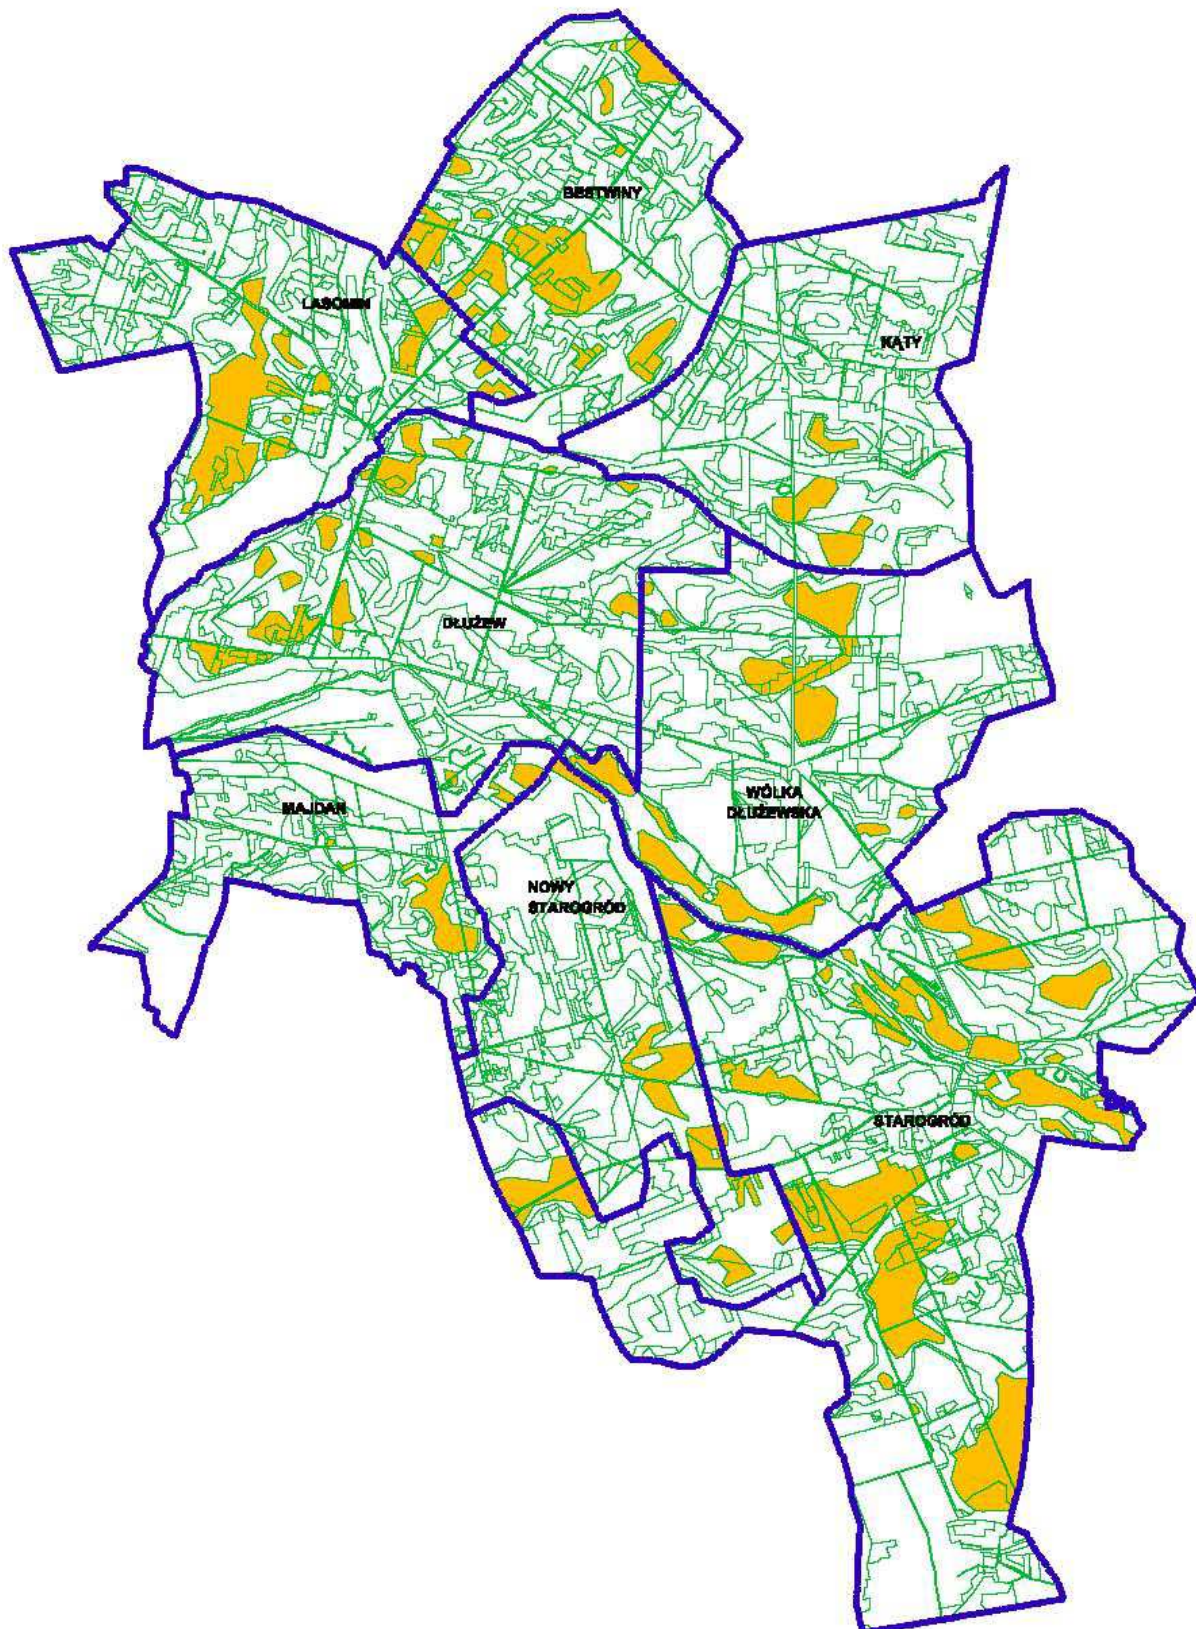 BESTWINY
LASOMIN
KĄTY
DŁUŻEW
WÓLKA
DŁUŻEWSKA
MAJDAN
NOWY
STAROGRÓD
STAROGRÓD